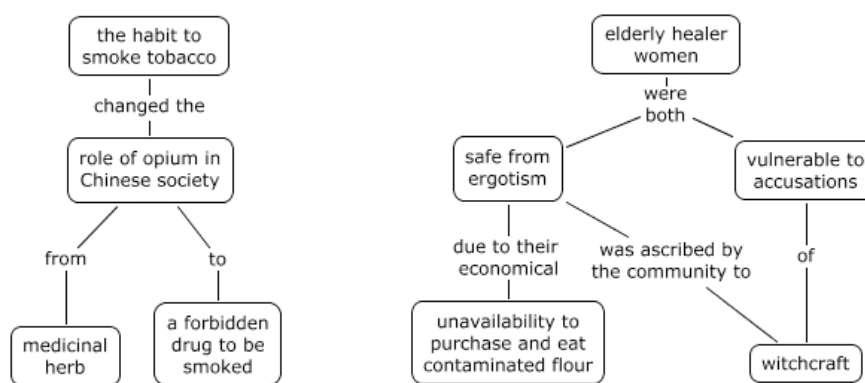 the habit to
smoke tobacco
changed the
role of opium in
Chinese society
from
to
medicinal
herb
a forbidden
drug to be
smoked
elderly healer
women
were
both
safe from
ergotism
vulnerable to
accusations
due to their
economical
was ascribed by
the community to
of
unavailability to
purchase and eat
contaminated flour
witchcraft